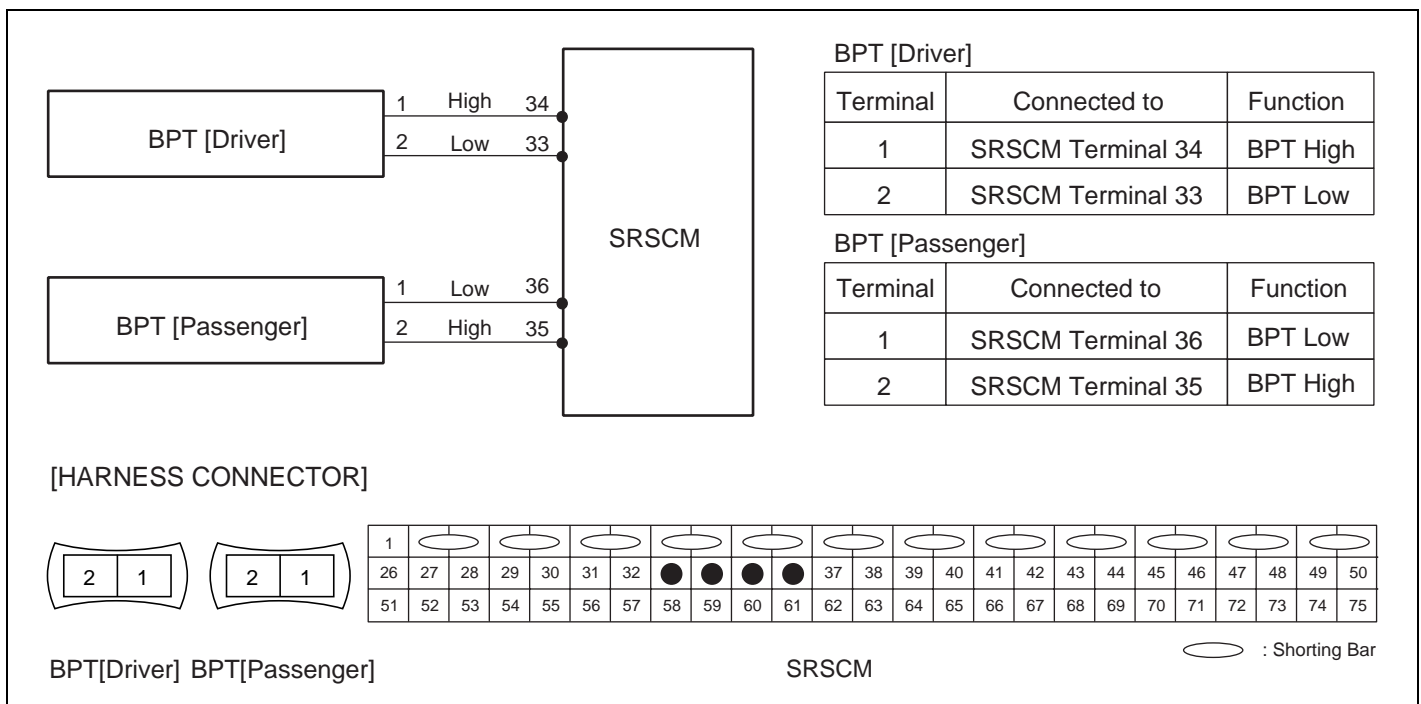 BPT [Driver]
1 High 34
2 Low 33
BPT [Passenger]
1 Low 36
2 High 35
SRSCM
BPT [Driver]
Terminal Connected to Function
1 SRSCM Terminal 34 BPT High
2 SRSCM Terminal 33 BPT Low
BPT [Passenger]
Terminal Connected to Function
1 SRSCM Terminal 36 BPT Low
2 SRSCM Terminal 35 BPT High
[HARNESS CONNECTOR]
2 1
2 1
1
26 27 28 29 30 31 32 37 38 39 40 41 42 43 44 45 46 47 48 49 50
51 52 53 54 55 56 57 58 59 60 61 62 63 64 65 66 67 68 69 70 71 72 73 74 75
BPT[Driver] BPT[Passenger]
SRSCM
: Shorting Bar